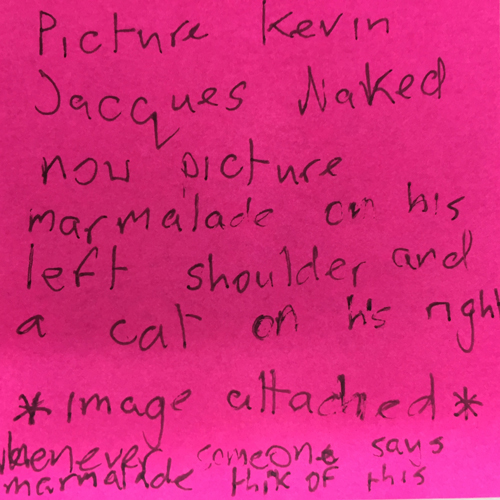 Picture Kevin
Jacques Naked
now picture
marmalade on his
left shoulder and
a cat on his right
*Image attached*
whenever someone says
marmalade thik of this